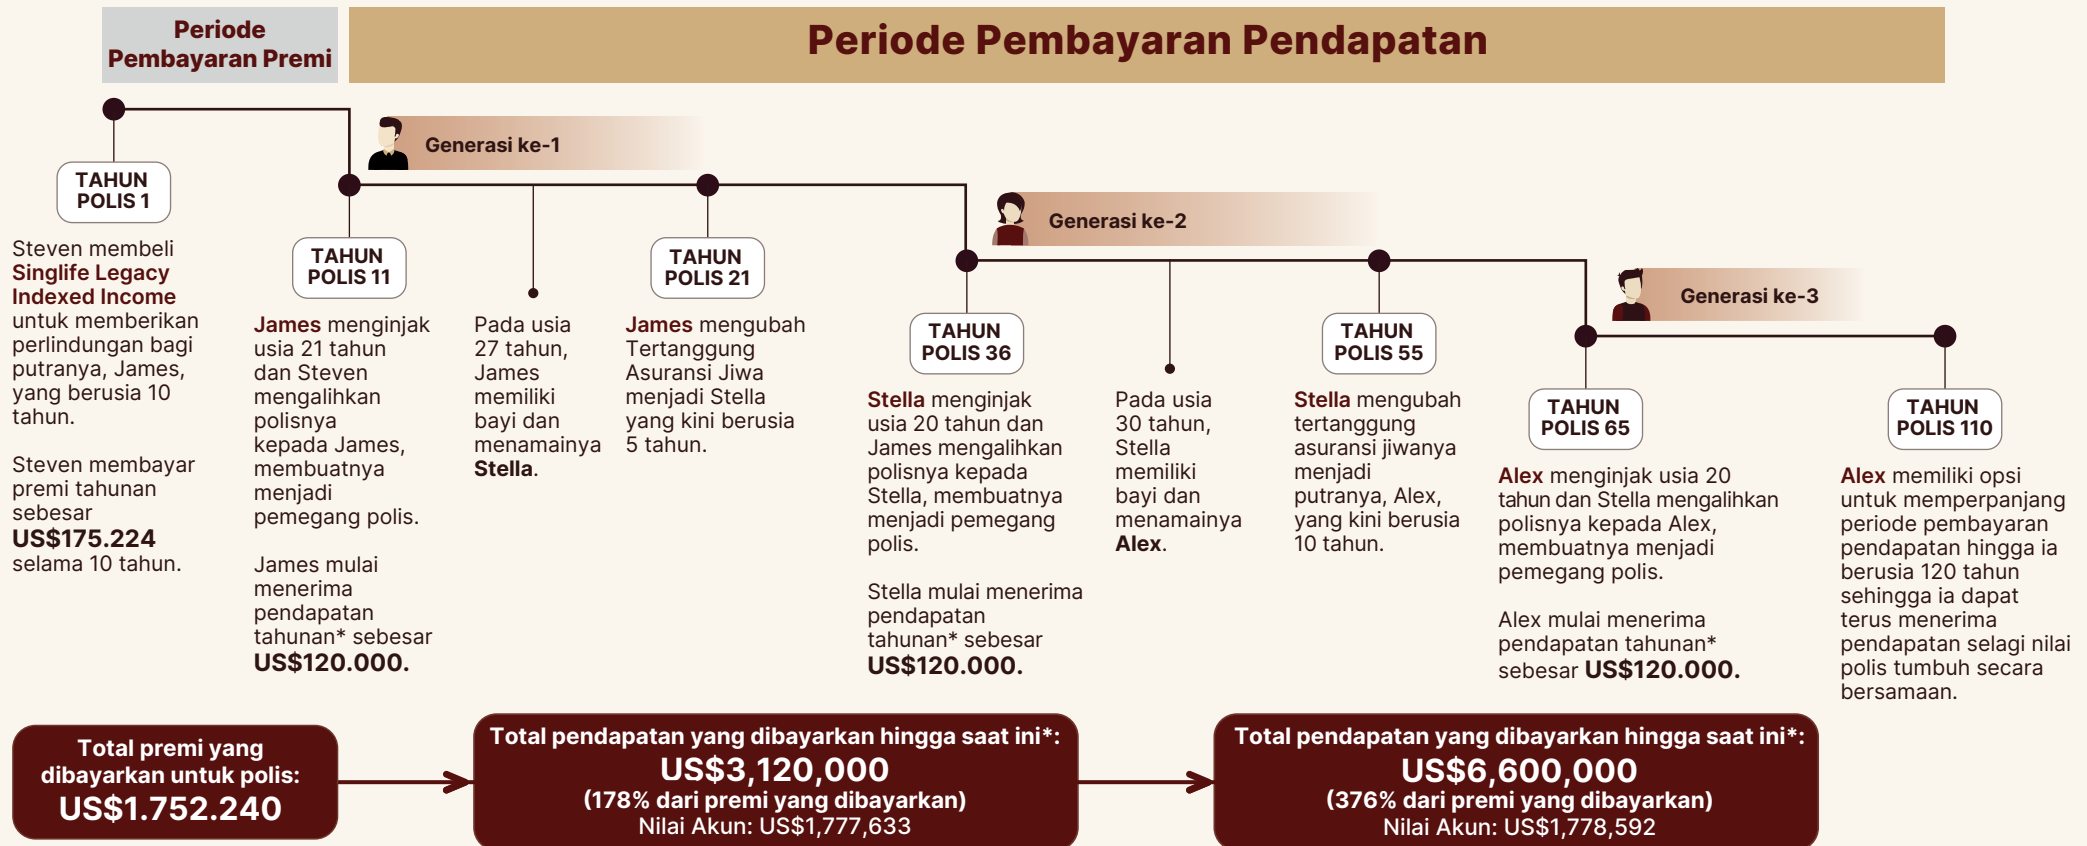 Periode
Pembayaran Premi
Periode Pembayaran Pendapatan
Generasi ke-1
Generasi ke-2
Generasi ke-3
TAHUN
POLIS 1
Steven membeli
Singlife Legacy
Indexed Income
untuk memberikan
perlindungan bagi
putranya, James,
yang berusia 10
tahun.
Steven membayar
premi tahunan
sebesar
US$175.224
selama 10 tahun.
TAHUN
POLIS 11
James menginjak
usia 21 tahun
dan Steven
mengalihkan
polisnya
kepada James,
membuatnya
menjadi
pemegang polis.
James mulai
menerima
pendapatan
tahunan* sebesar
US$120.000.
Pada usia
27 tahun,
James
memiliki
bayi dan
menamainya
Stella.
TAHUN
POLIS 21
James mengubah
Tertanggung
Asuransi Jiwa
menjadi Stella
yang kini berusia
5 tahun.
TAHUN
POLIS 36
Stella menginjak
usia 20 tahun dan
James mengalihkan
polisnya kepada
Stella, membuatnya
menjadi pemegang
polis.
Stella mulai menerima
pendapatan
tahunan* sebesar
US$120.000.
Pada usia
30 tahun,
Stella
memiliki
bayi dan
menamainya
Alex.
TAHUN
POLIS 55
Stella mengubah
tertanggung
asuransi jiwanya
menjadi
putranya, Alex,
yang kini berusia
10 tahun.
TAHUN
POLIS 65
Alex menginjak usia 20
tahun dan Stella mengalihkan
polisnya kepada Alex,
membuatnya menjadi
pemegang polis.
Alex mulai menerima
pendapatan tahunan*
sebesar US$120.000.
TAHUN
POLIS 110
Alex memiliki opsi
untuk memperpanjang
periode pembayaran
pendapatan hingga ia
berusia 120 tahun
sehingga ia dapat
terus menerima
pendapatan selagi nilai
polis tumbuh secara
bersamaan.
Total premi yang
dibayarkan untuk polis:
US$1.752.240
Total pendapatan yang dibayarkan hingga saat ini*:
US$3,120,000
(178% dari premi yang dibayarkan)
Nilai Akun: US$1,777,633
Total pendapatan yang dibayarkan hingga saat ini*:
US$6,600,000
(376% dari premi yang dibayarkan)
Nilai Akun: US$1,778,592